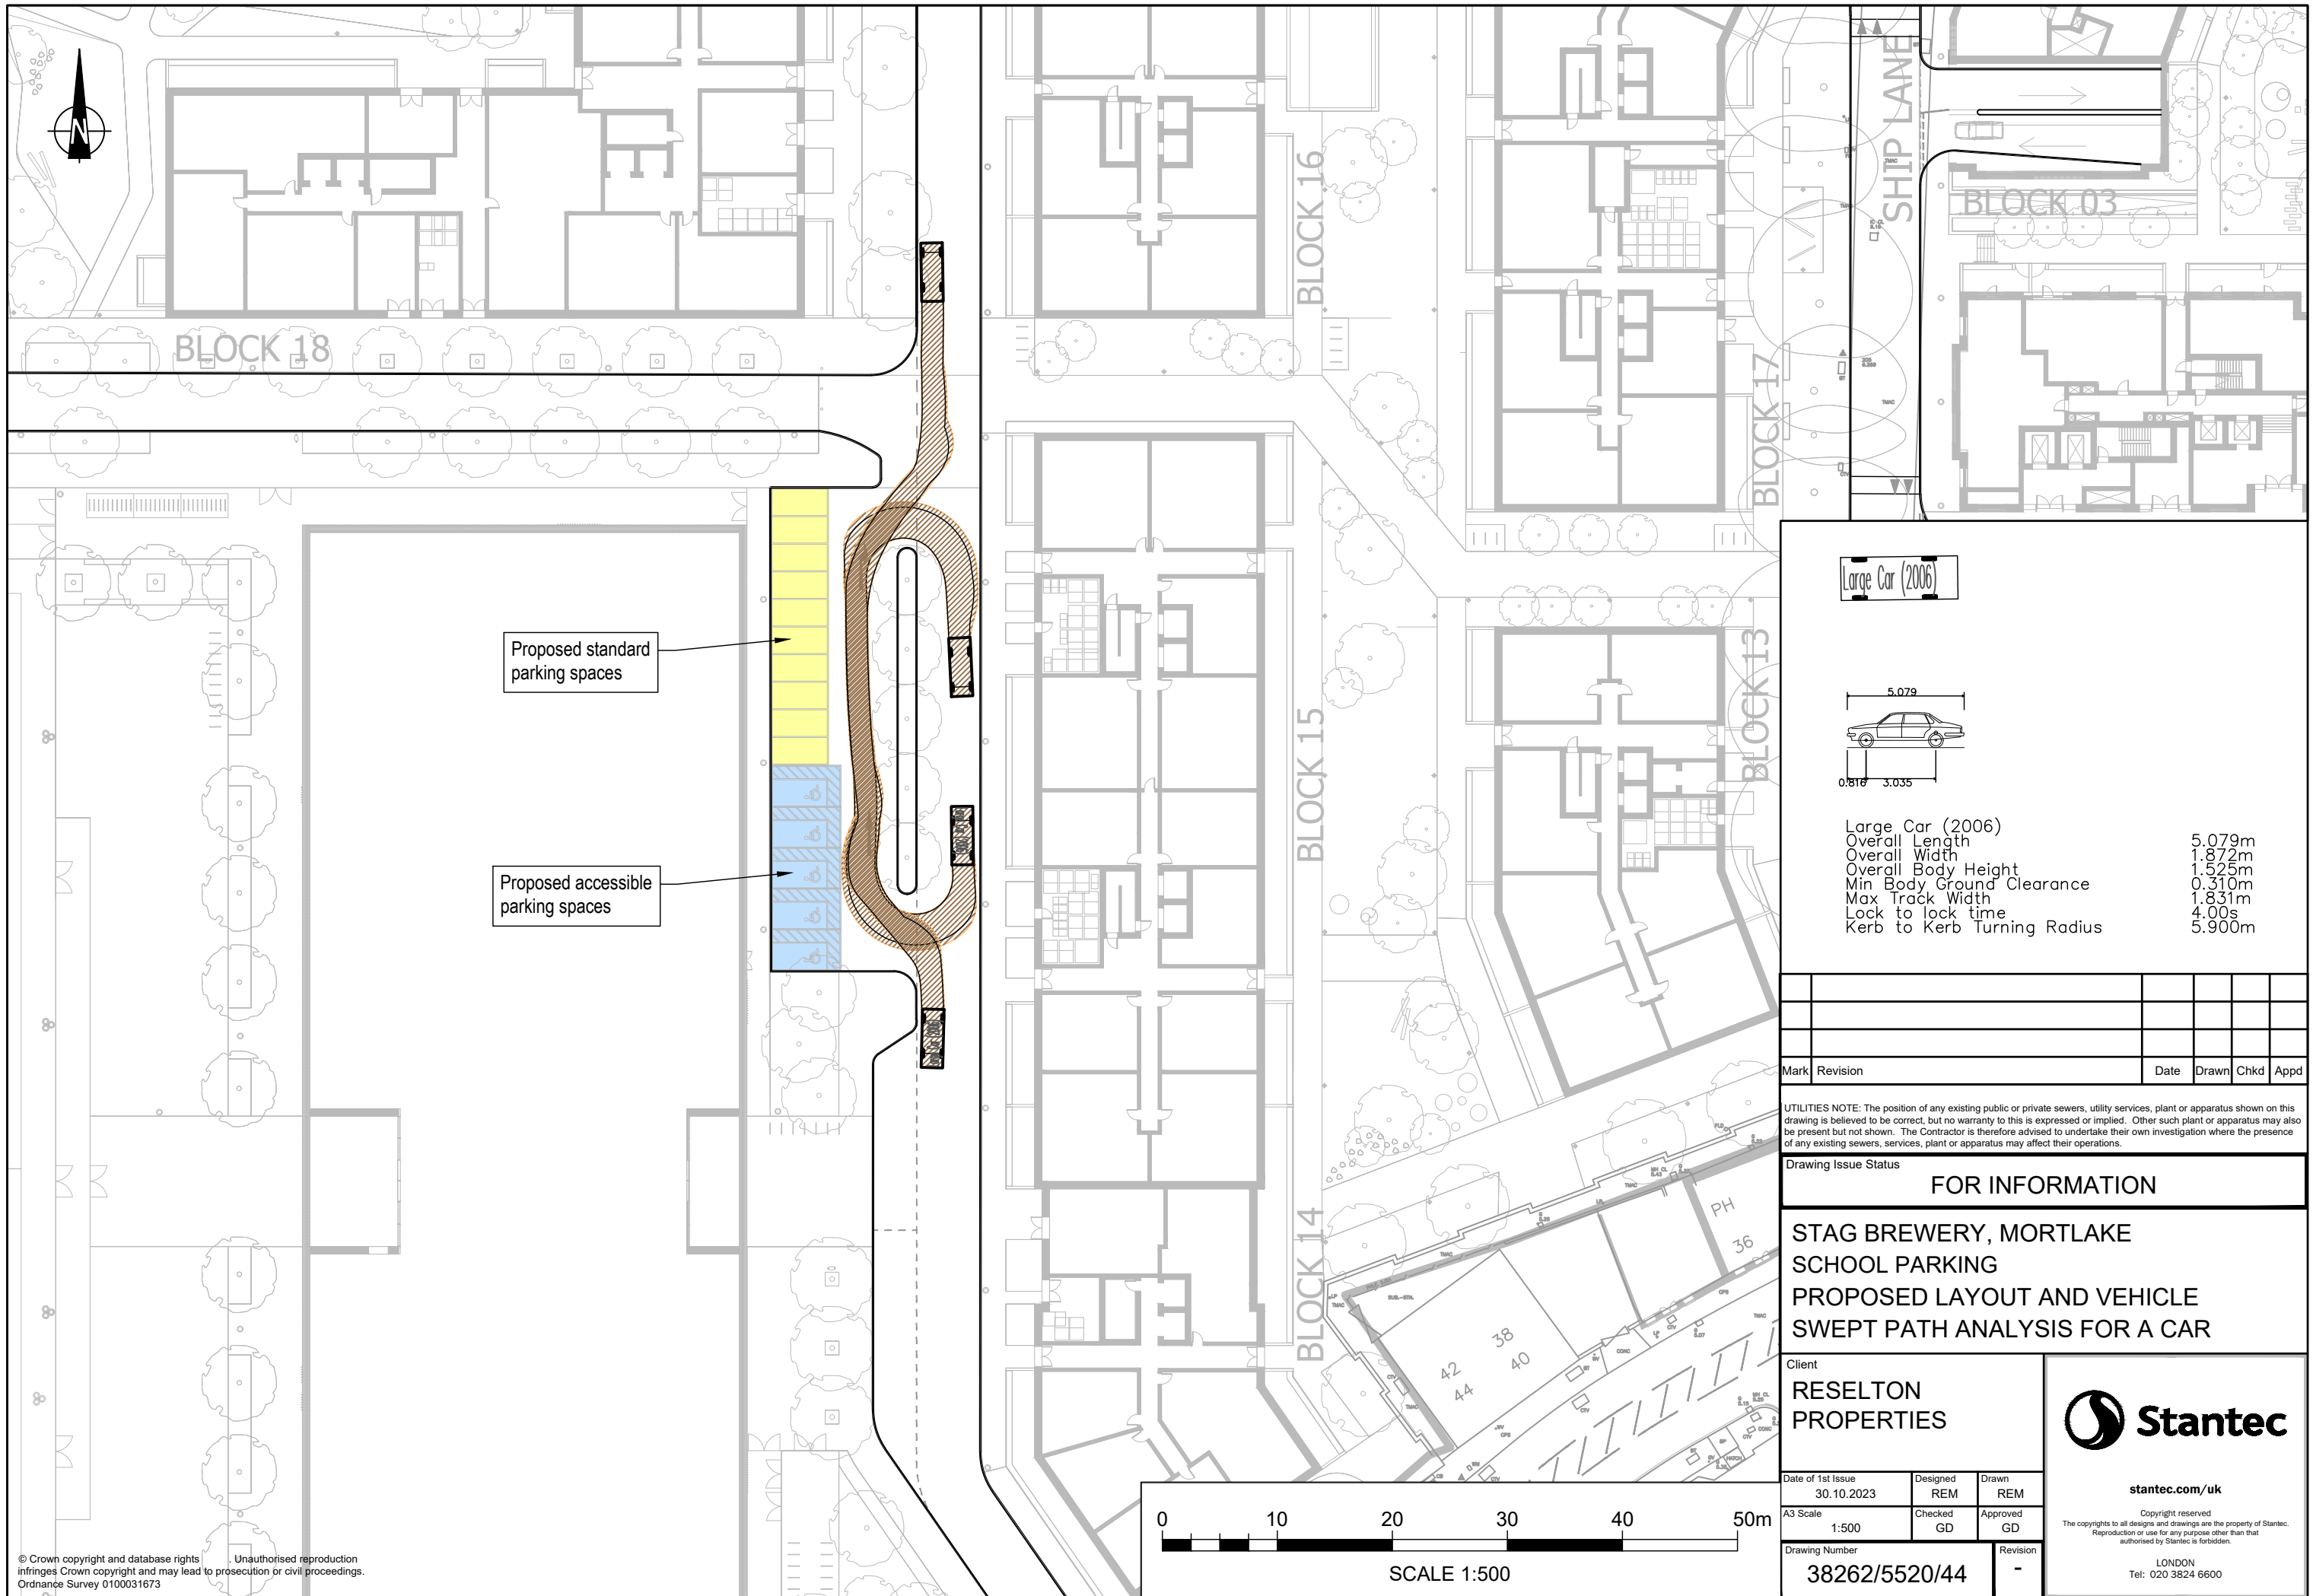 N
BLOCK 18
BLOCK 16
BLOCK 17
SHIP LANE
BLOCK 03
BLOCK 15
BLOCK 13
BLOCK 14
Proposed standard
parking spaces
Proposed accessible
parking spaces
PH
36
38
40
42
44
SUB.-STN.
Large Car (2006)
5.079
0.816
3.035
Large Car (2006)
Overall Length 5.079m
Overall Width 1.872m
Overall Body Height 1.525m
Min Body Ground Clearance 0.310m
Max Track Width 1.831m
Lock to lock time 4.00s
Kerb to Kerb Turning Radius 5.900m
Mark Revision Date Drawn Chkd Appd
UTILITIES NOTE: The position of any existing public or private sewers, utility services, plant or apparatus shown on this
drawing is believed to be correct, but no warranty to this is expressed or implied. Other such plant or apparatus may also
be present but not shown. The Contractor is therefore advised to undertake their own investigation where the presence
of any existing sewers, services, plant or apparatus may affect their operations.
Drawing Issue Status
FOR INFORMATION
STAG BREWERY, MORTLAKE
SCHOOL PARKING
PROPOSED LAYOUT AND VEHICLE
SWEPT PATH ANALYSIS FOR A CAR
Client
RESELTON
PROPERTIES
Date of 1st Issue
30.10.2023
Designed
REM
Drawn
REM
A3 Scale
1:500
Checked
GD
Approved
GD
Drawing Number
38262/5520/44
Revision
-
Stantec
stantec.com/uk
Copyright reserved
The copyrights to all designs and drawings are the property of Stantec.
Reproduction or use for any purpose other than that
authorised by Stantec is forbidden.
LONDON
Tel: 020 3824 6600
0 10 20 30 40 50m
SCALE 1:500
© Crown copyright and database rights . Unauthorised reproduction
infringes Crown copyright and may lead to prosecution or civil proceedings.
Ordnance Survey 0100031673